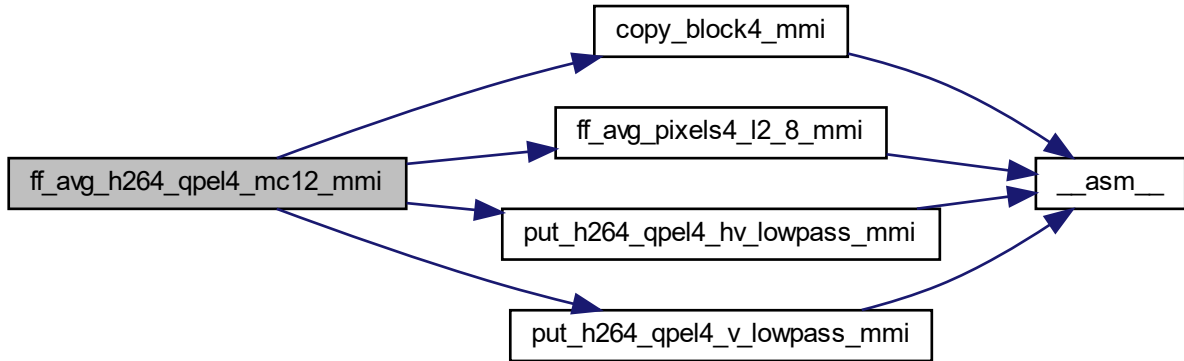 copy_block4_mmi
ff_avg_pixels4_l2_8_mmi
ff_avg_h264_qpel4_mc12_mmi
__asm__
put_h264_qpel4_hv_lowpass_mmi
put_h264_qpel4_v_lowpass_mmi